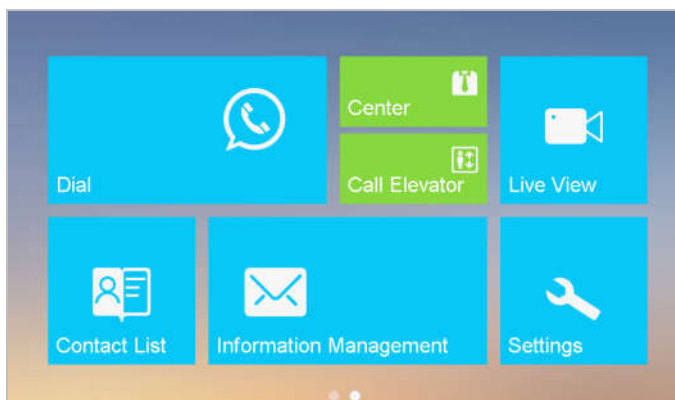 Center
Dial
Call Elevator
Live View
Contact List
Information Management
Settings